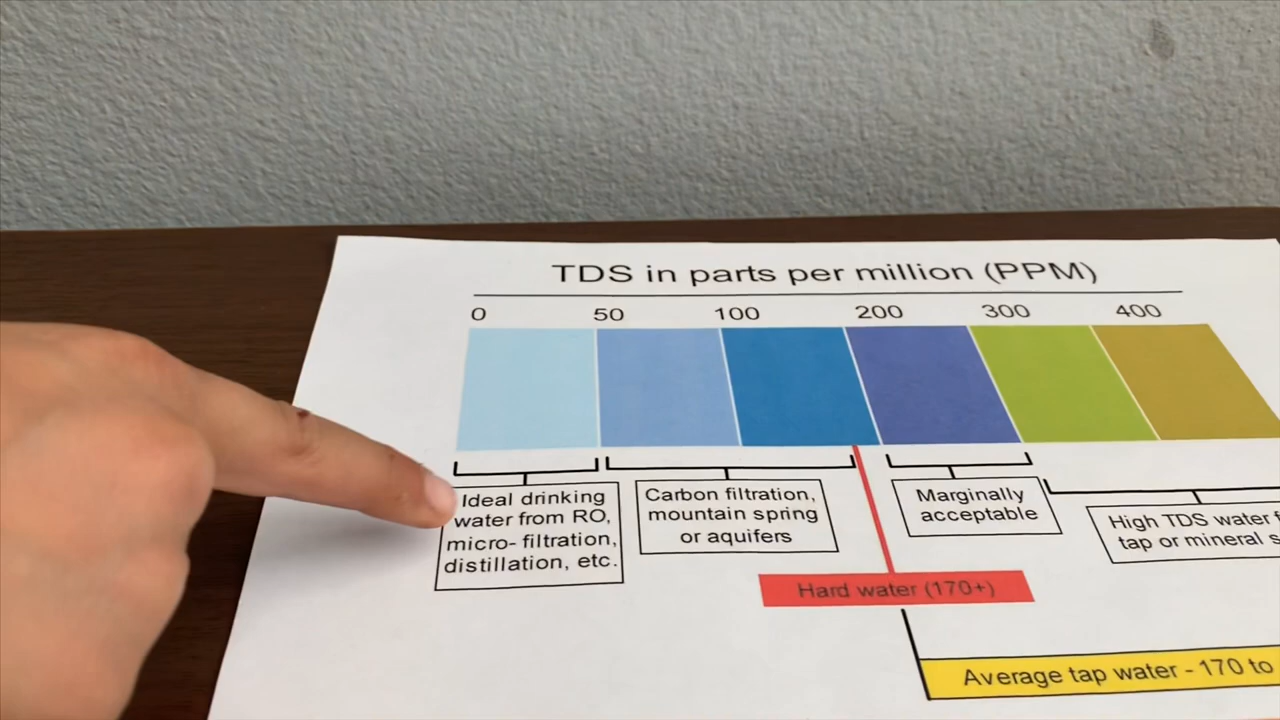 TDS in parts per million (PPM)
0 50 100 200 300 400
Ideal drinking
water from RO,
micro- filtration,
distillation, etc.
Carbon filtration,
mountain spring
or aquifers
Marginally
acceptable
High TDS water
tap or mineral
Hard water (170+)
Average tap water - 170 to